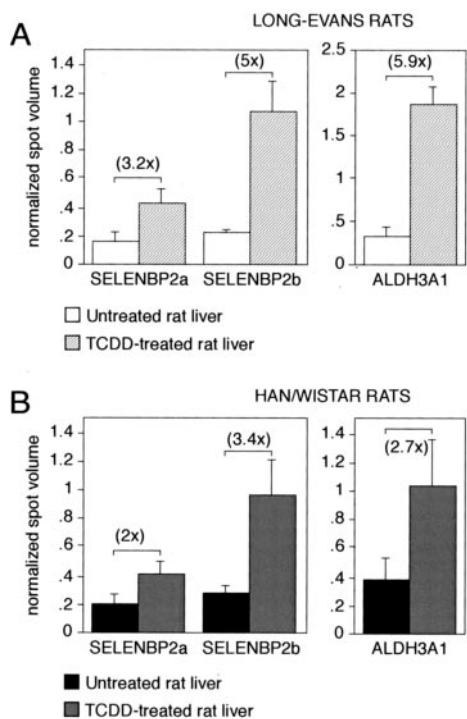 LONG-EVANS RATS
A
normalized spot volume
1.4
1.2
1
.8
.6
.4
.2
0
(3.2x)
(5x)
SELENBP2a
SELENBP2b
2.5
2
1.5
1
.5
0
(5.9x)
ALDH3A1
Untreated rat liver
TCDD-treated rat liver
HAN/WISTAR RATS
B
normalized spot volume
1.4
1.2
1
.8
.6
.4
.2
0
(2x)
(3.4x)
SELENBP2a
SELENBP2b
1.4
1.2
1
.8
.6
.4
.2
0
(2.7x)
ALDH3A1
Untreated rat liver
TCDD-treated rat liver